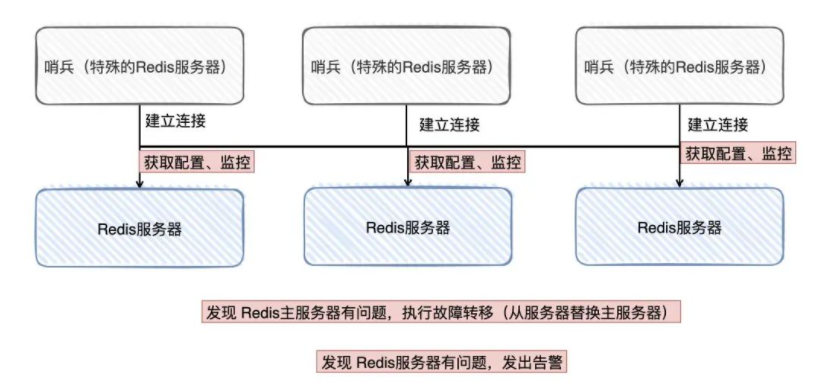 哨兵（特殊的Redis服务器）
哨兵（特殊的Redis服务器）
哨兵（特殊的Redis服务器）
建立连接
建立连接
建立连接
获取配置、监控
获取配置、监控
获取配置、监控
Redis服务器
Redis服务器
Redis服务器
发现 Redis主服务器有问题，执行故障转移（从服务器替换主服务器）
发现 Redis服务器有问题，发出告警